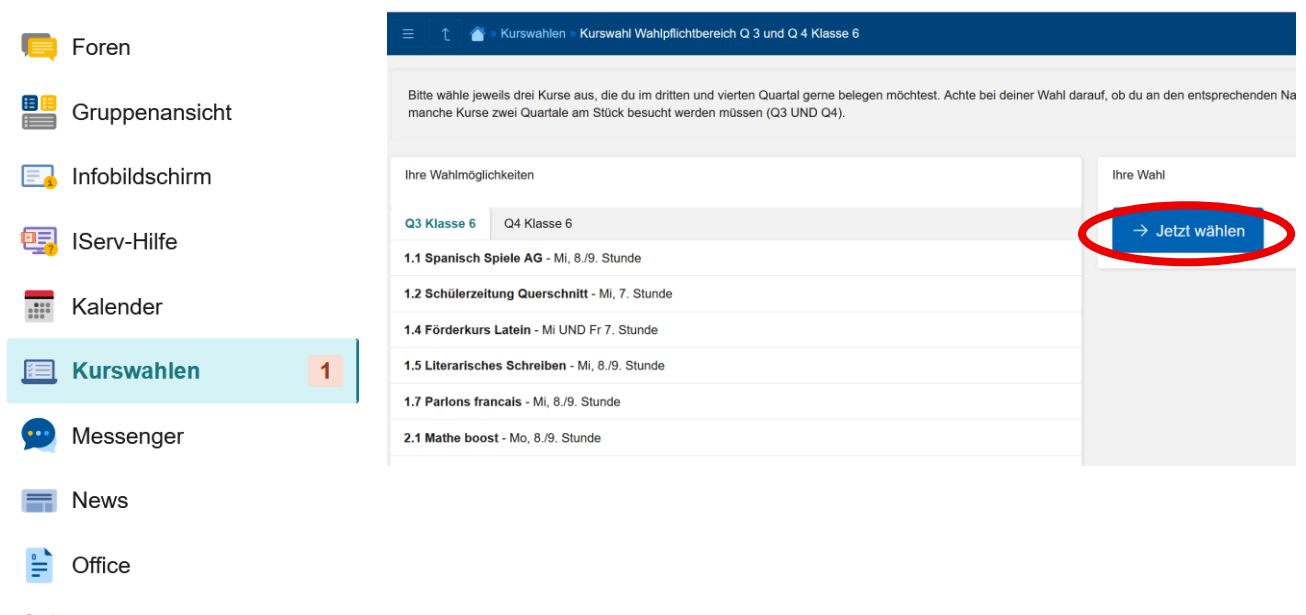 Foren
Gruppenansicht
Infobildschirm
IServ-Hilfe
Kalender
Kurswahlen 1
Messenger
News
Office
» Kurswahlen » Kurswahl Wahlpflichtbereich Q 3 und Q 4 Klasse 6
Bitte wähle jeweils drei Kurse aus, die du im dritten und vierten Quartal gerne belegen möchtest. Achte bei deiner Wahl darauf, ob du an den entsprechenden Na
manche Kurse zwei Quartale am Stück besucht werden müssen (Q3 UND Q4).
Ihre Wahlmöglichkeiten
Q3 Klasse 6 Q4 Klasse 6
1.1 Spanisch Spiele AG - Mi, 8./9. Stunde
1.2 Schülerzeitung Querschnitt - Mi, 7. Stunde
1.4 Förderkurs Latein - Mi UND Fr 7. Stunde
1.5 Literarisches Schreiben - Mi, 8./9. Stunde
1.7 Parlons francais - Mi, 8./9. Stunde
2.1 Mathe boost - Mo, 8./9. Stunde
Ihre Wahl
→ Jetzt wählen